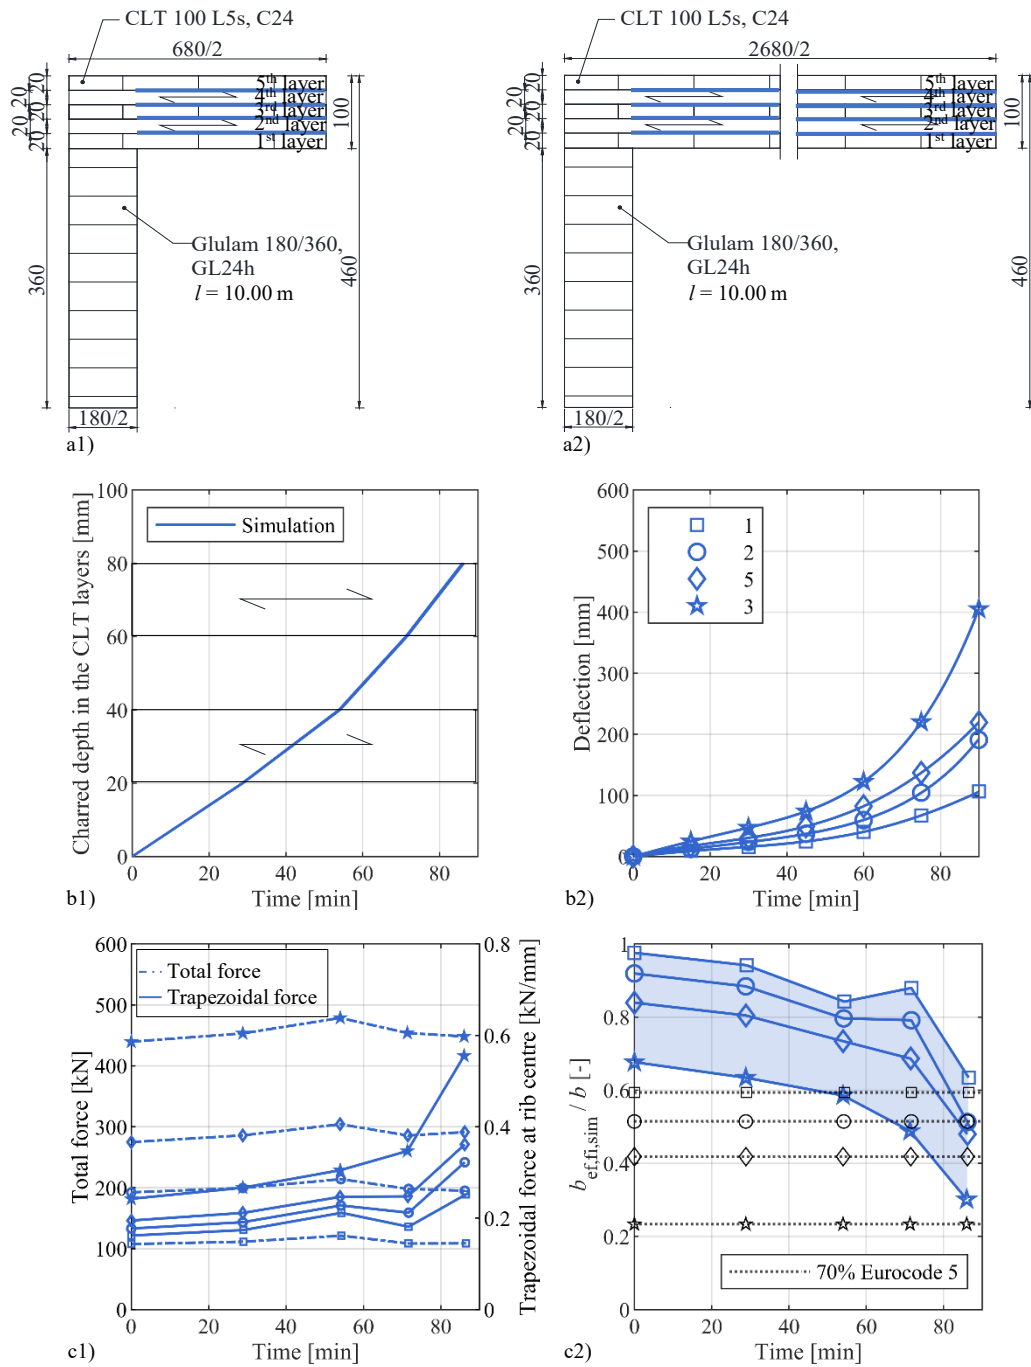 CLT 100 L5s, C24
680/2
20 20 20 20 20
5th layer
4th layer
3rd layer
2nd layer
1st layer
100
Glulam 180/360,
GL24h
l = 10.00 m
360
460
180/2
a1)
CLT 100 L5s, C24
2680/2
20 20 20 20 20
5th layer
4th layer
3rd layer
2nd layer
1st layer
100
Glulam 180/360,
GL24h
l = 10.00 m
360
460
180/2
a2)
Charred depth in the CLT layers [mm]
100
80
60
40
20
0
Simulation
0 20 40 60 80
Time [min]
b1)
Deflection [mm]
600
500
400
300
200
100
0
1
2
5
3
0 20 40 60 80
Time [min]
b2)
Total force [kN]
600
500
400
300
200
100
0
Total force
Trapezoidal force
0.8
0.6
0.4
0.2
0
Trapezoidal force at rib centre [kN/mm]
0 20 40 60 80
Time [min]
c1)
bef,fi,sim / b [-]
1
0.8
0.6
0.4
0.2
0
70% Eurocode 5
0 20 40 60 80
Time [min]
c2)